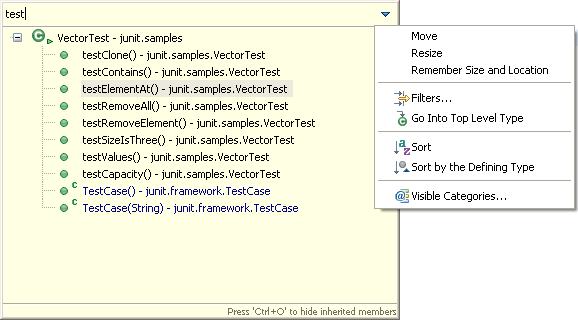 test
VectorTest - junit.samples
testClone() - junit.samples.VectorTest
testContains() - junit.samples.VectorTest
testElementAt() - junit.samples.VectorTest
testRemoveAll() - junit.samples.VectorTest
testRemoveElement() - junit.samples.VectorTest
testSizeIsThree() - junit.samples.VectorTest
testValues() - junit.samples.VectorTest
testCapacity() - junit.samples.VectorTest
TestCase() - junit.framework.TestCase
TestCase(String) - junit.framework.TestCase
Press 'Ctrl+O' to hide inherited members
Move
Resize
Remember Size and Location
Filters...
Go Into Top Level Type
Sort
Sort by the Defining Type
Visible Categories...